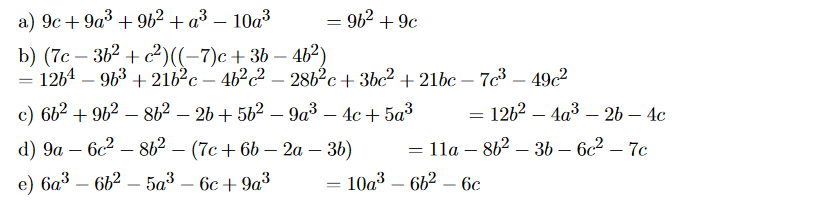 a) 9c + 9a³ + 9b² + a³ − 10a³ = 9b² + 9c
b) (7c − 3b² + c²)((−7)c + 3b − 4b²)
= 12b⁴ − 9b³ + 21b²c − 4b²c² − 28b²c + 3bc² + 21bc − 7c³ − 49c²
c) 6b² + 9b² − 8b² − 2b + 5b² − 9a³ − 4c + 5a³ = 12b² − 4a³ − 2b − 4c
d) 9a − 6c² − 8b² − (7c + 6b − 2a − 3b) = 11a − 8b² − 3b − 6c² − 7c
e) 6a³ − 6b² − 5a³ − 6c + 9a³ = 10a³ − 6b² − 6c